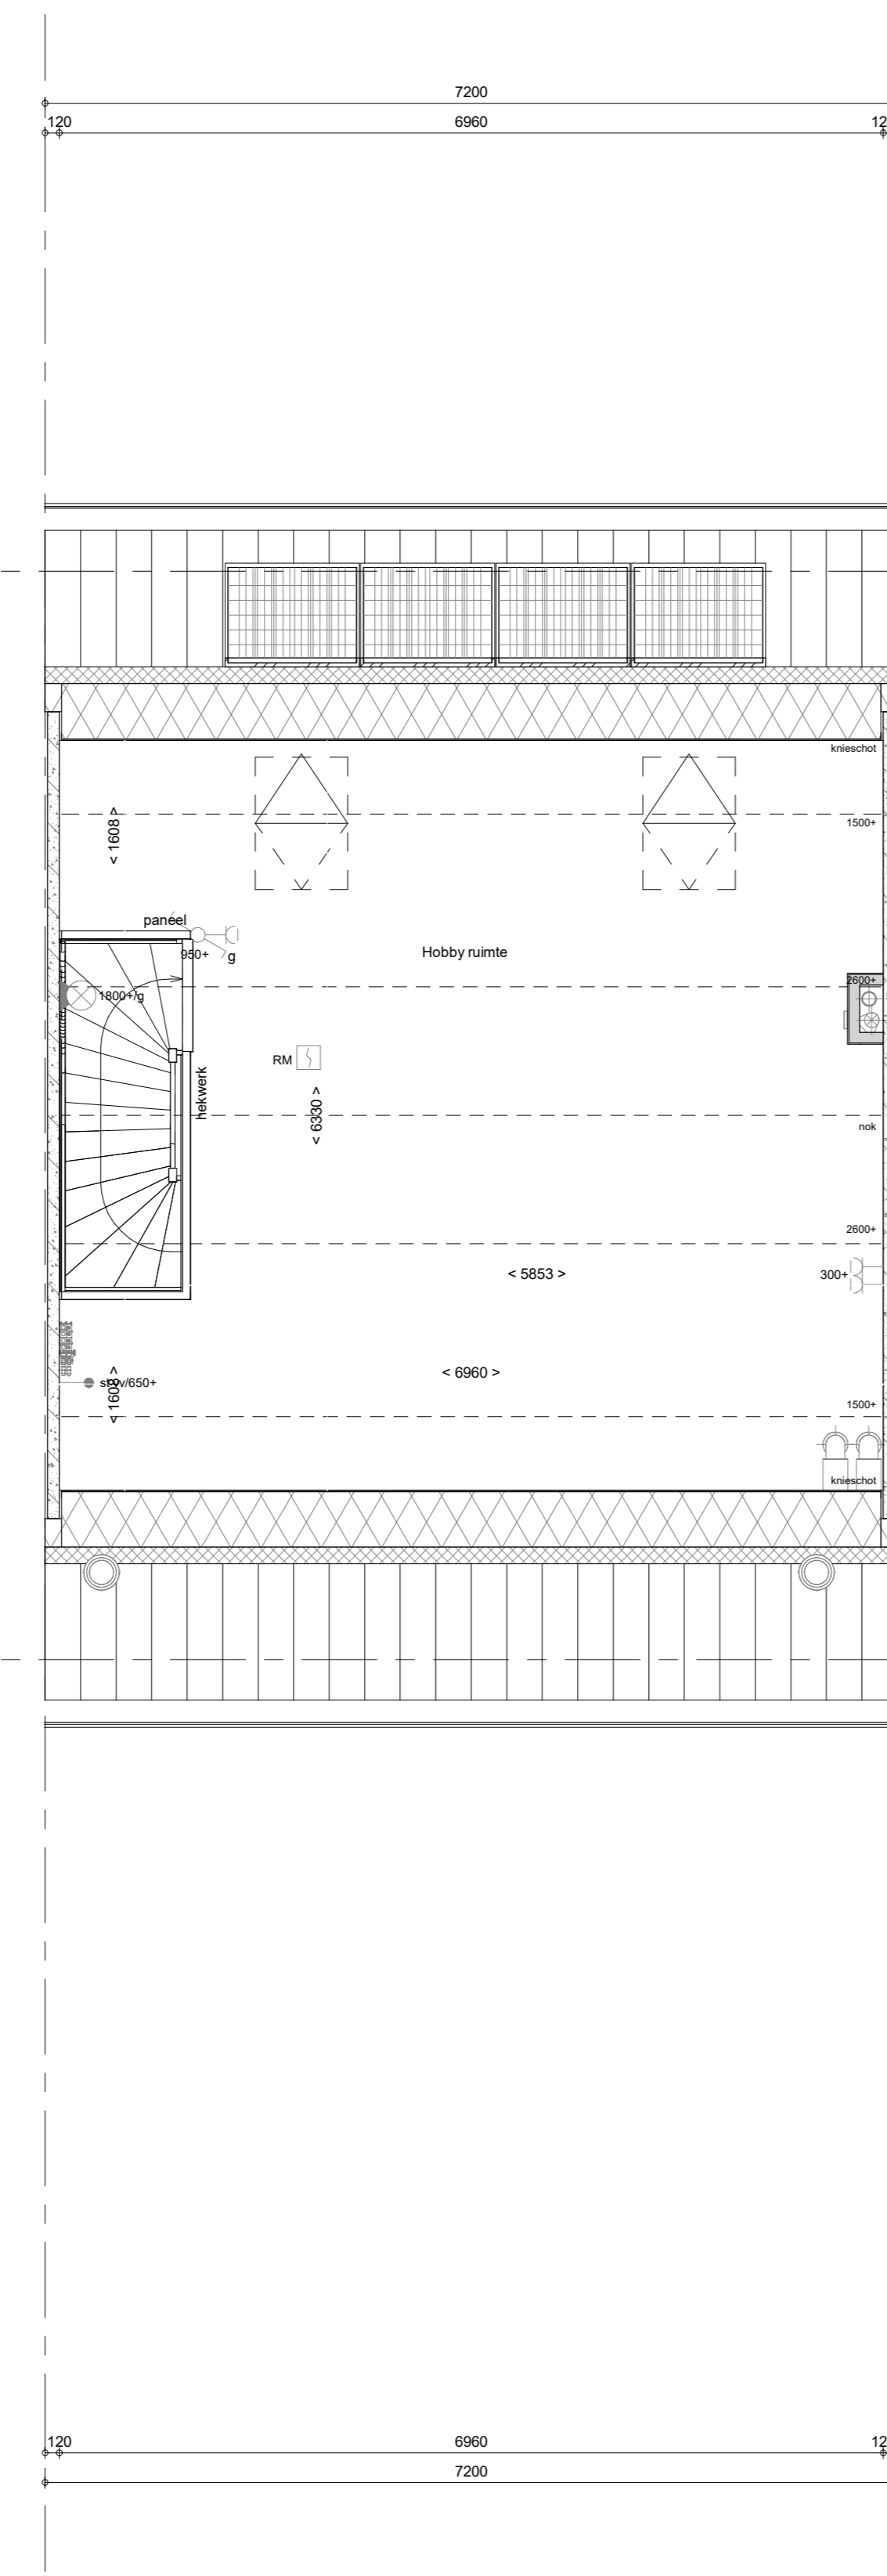 7200
120 6960 12
knieschot
< 1608 >
1500+
paneel
950+ g
Hobby ruimte
2600+
1800+/g
RM
hekwerk
< 6330 >
nok
2600+
< 5853 >
300+
< 6960 >
< 1608 >
1500+
knieschot
120 6960 12
7200